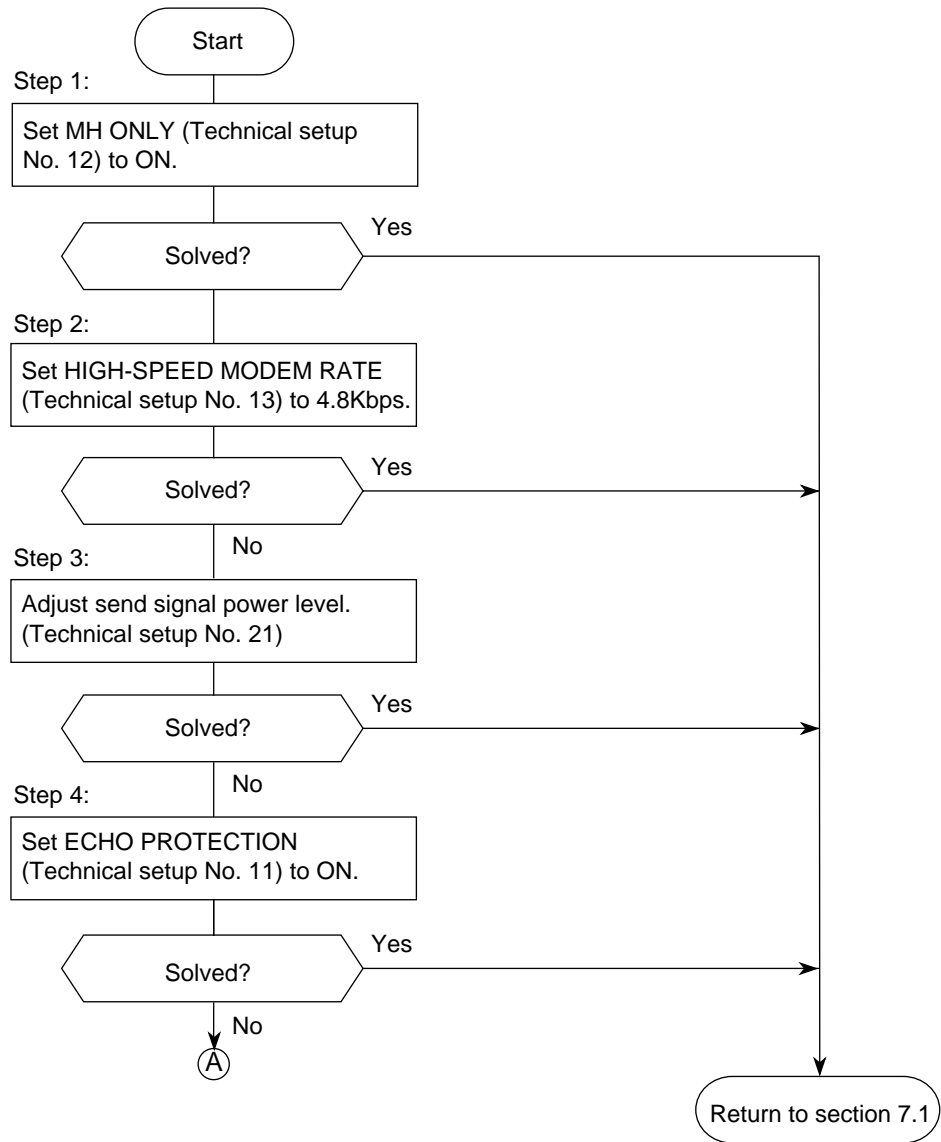 Start
Step 1:
Set MH ONLY (Technical setup
No. 12) to ON.
Yes
Solved?
Step 2:
Set HIGH-SPEED MODEM RATE
(Technical setup No. 13) to 4.8Kbps.
Yes
Solved?
No
Step 3:
Adjust send signal power level.
(Technical setup No. 21)
Yes
Solved?
No
Step 4:
Set ECHO PROTECTION
(Technical setup No. 11) to ON.
Yes
Solved?
No
A
Return to section 7.1